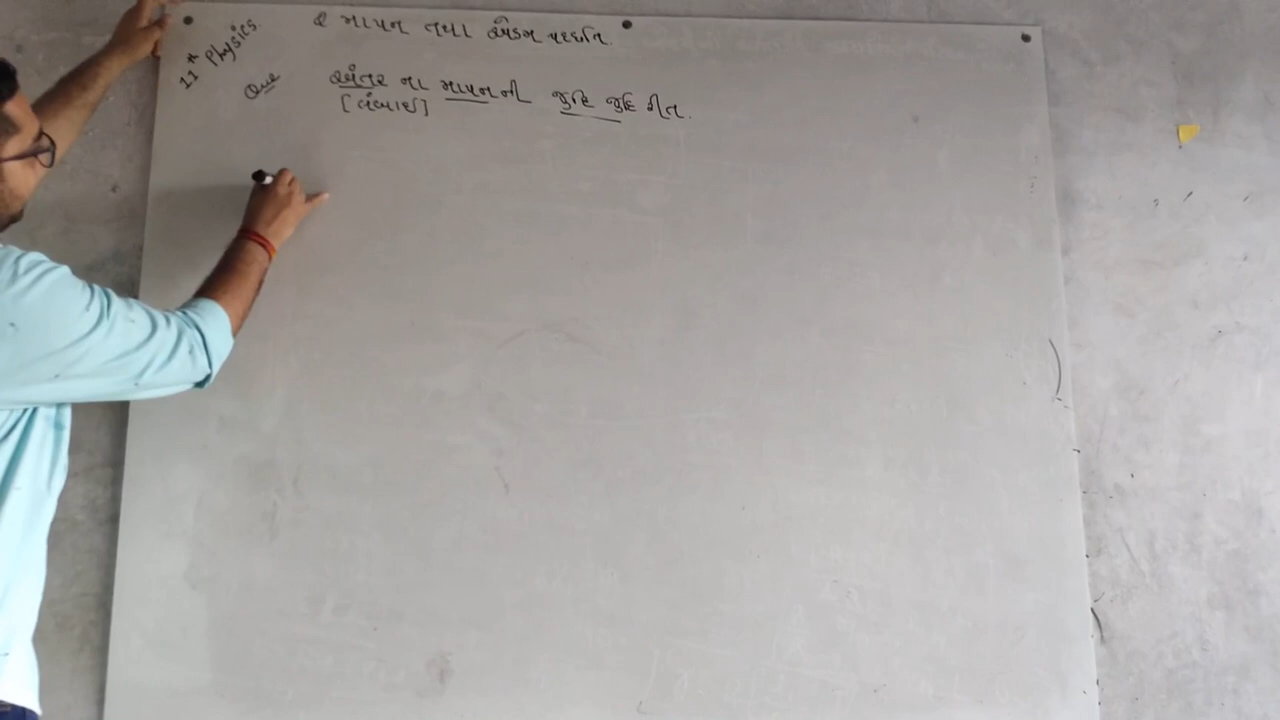 11th Physics.
૨ માપન તથા એકમ પદ્ધતિ.
Que અંતર ના માપનની જુદિ જુદિ રીત.
[લંબાઈ]